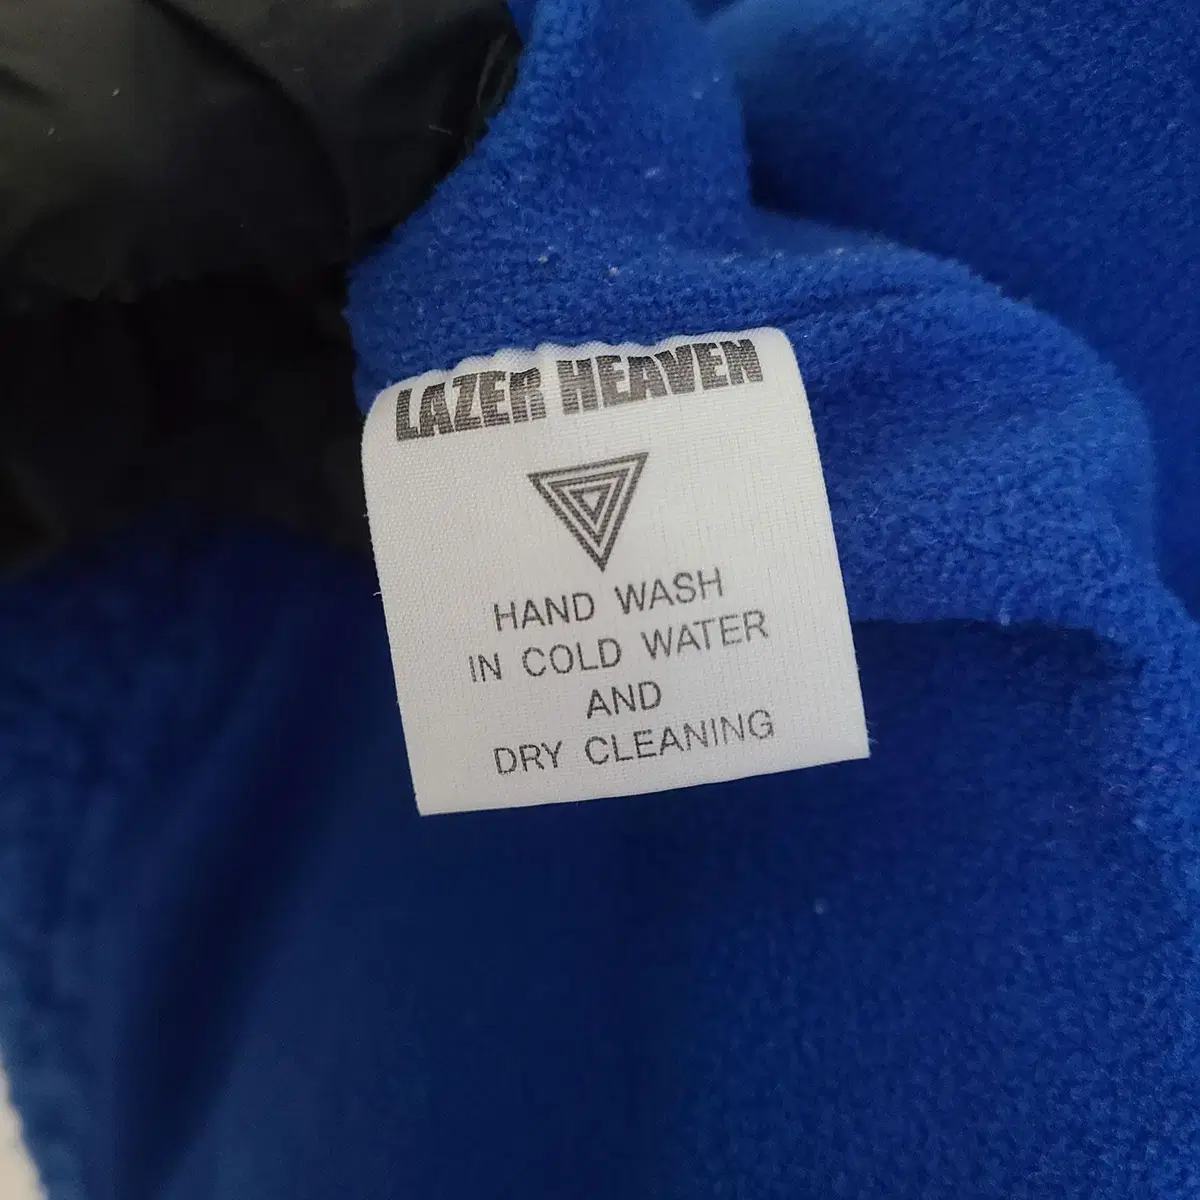 LAZER HEAVEN
HAND WASH
IN COLD WATER
AND
DRY CLEANING